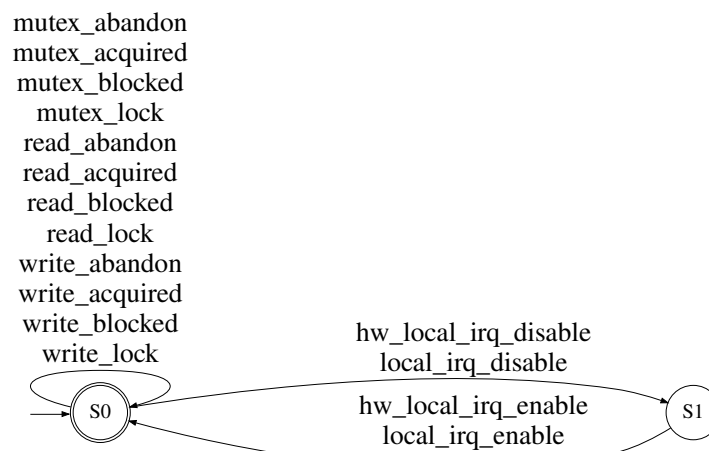 mutex_abandon
mutex_acquired
mutex_blocked
mutex_lock
read_abandon
read_acquired
read_blocked
read_lock
write_abandon
write_acquired
write_blocked
write_lock
hw_local_irq_disable
local_irq_disable
S0
hw_local_irq_enable
local_irq_enable
S1